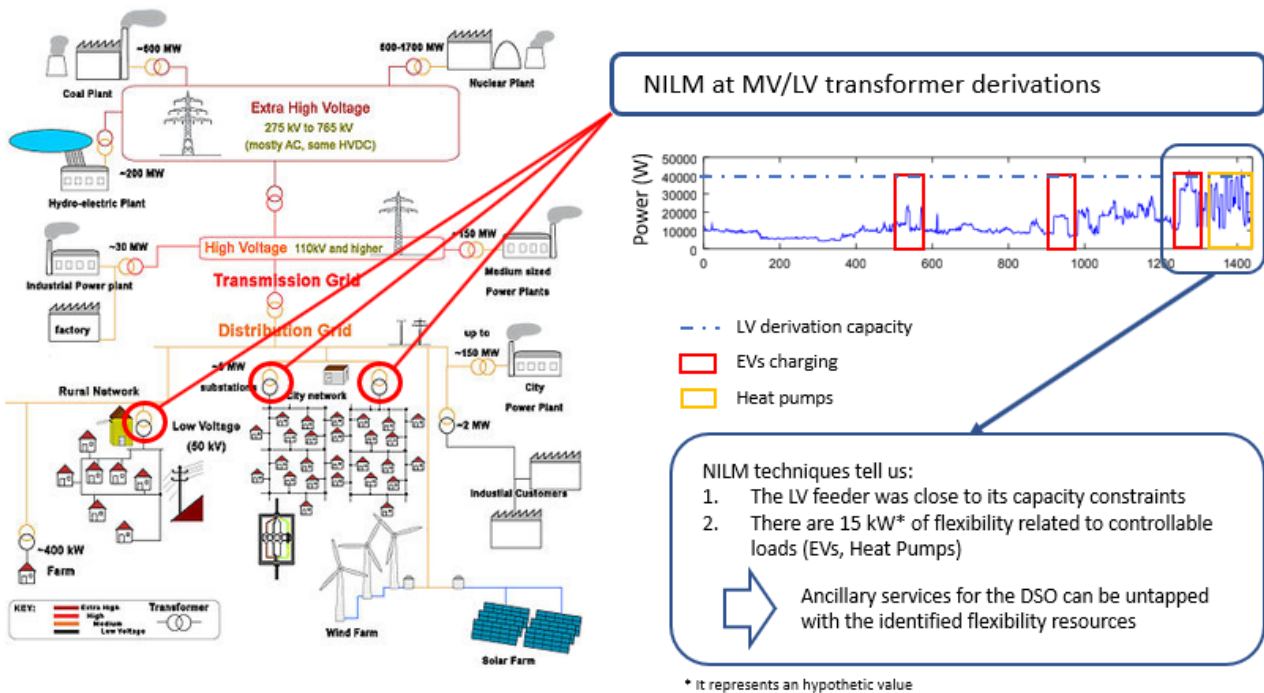 ~600 MW
Coal Plant
600-1700 MW
Nuclear Plant
Extra High Voltage
275 kV to 765 kV
(mostly AC, some HVDC)
~200 MW
Hydro-electric Plant
High Voltage 110kV and higher
~30 MW
~150 MW
Industrial Power plant
Medium sized
Power Plants
Transmission Grid
factory
Distribution Grid
up to
~150 MW
substations
City network
City
Power Plant
Rural Network
Low Voltage
(50 kV)
~2 MW
Industial Customers
~400 kW
Farm
Wind Farm
Solar Farm
KEY:
Extra High
High
Medium
Low Voltage
Transformer
NILM at MV/LV transformer derivations
Power (W)
50000
40000
30000
20000
10000
0
0 200 400 600 800 1000 1200 1400
LV derivation capacity
EVs charging
Heat pumps
NILM techniques tell us:
1. The LV feeder was close to its capacity constraints
2. There are 15 kW* of flexibility related to controllable
loads (EVs, Heat Pumps)
Ancillary services for the DSO can be untapped
with the identified flexibility resources
* It represents an hypothetic value